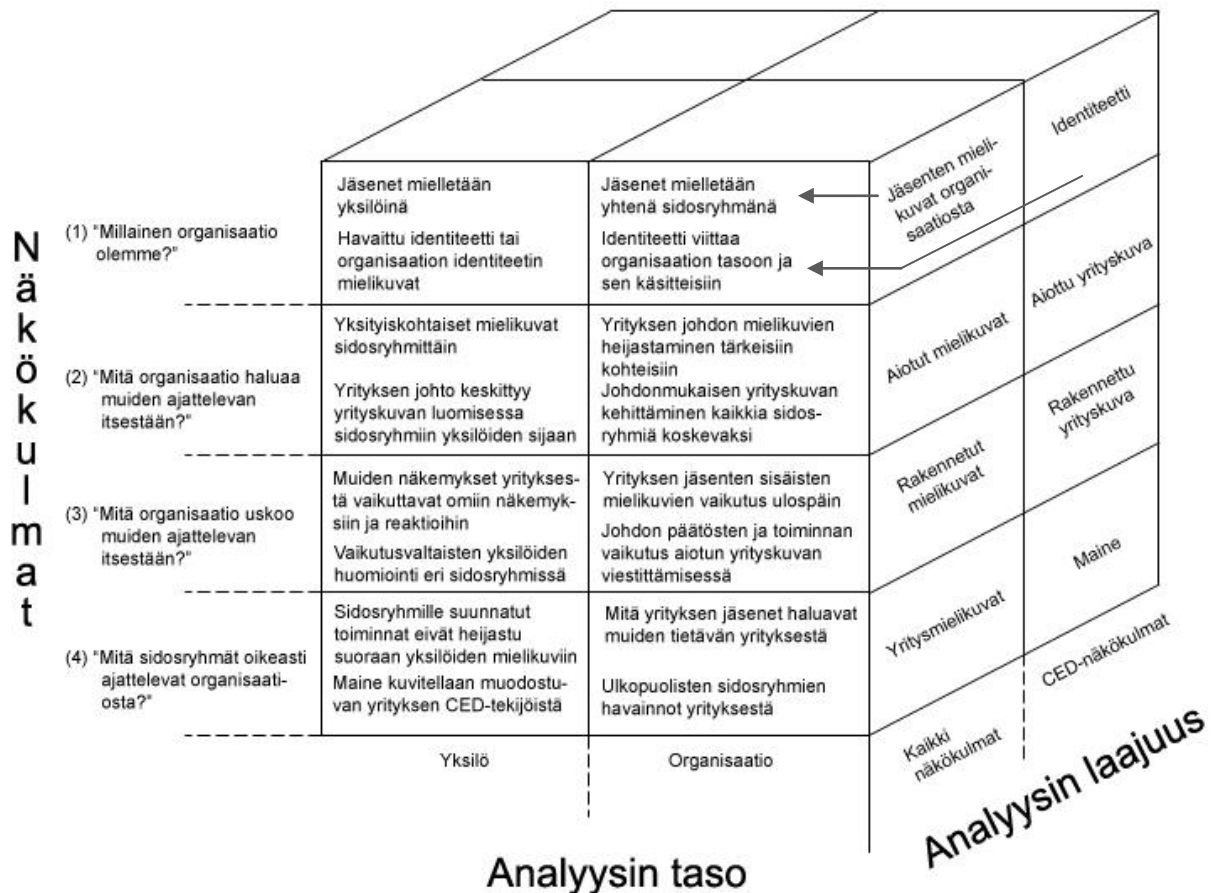 Näkökulmat
(1) "Millainen organisaatio
olemme?"
Jäsenet mielletään
yksilöinä
Havaittu identiteetti tai
organisaation identiteetin
mielikuvat
Jäsenet mielletään
yhtenä sidosryhmänä
Identiteetti viittaa
organisaation tasoon ja
sen käsitteisiin
Jäsenten mieli-
kuvat organi-
saatiosta
Identiteetti
(2) "Mitä organisaatio haluaa
muiden ajattelevan
itsestään?"
Yksityiskohtaiset mielikuvat
sidosryhmittäin
Yrityksen johto keskittyy
yrityskuvan luomisessa
sidosryhmiin yksilöiden sijaan
Yrityksen johdon mielikuvien
heijastaminen tärkeisiin
kohteisiin
Johdonmukaisen yrityskuvan
kehittäminen kaikkia sidos-
ryhmiä koskevaksi
Aiotut mielikuvat
Aiottu yrityskuva
(3) "Mitä organisaatio uskoo
muiden ajattelevan
itsestään?"
Muiden näkemykset yritykses-
tä vaikuttavat omiin näkemyk-
siin ja reaktioihin
Vaikutusvaltaisten yksilöiden
huomiointi eri sidosryhmissä
Yrityksen jäsenten sisäisten
mielikuvien vaikutus ulospäin
Johdon päätösten ja toiminnan
vaikutus aiotun yrityskuvan
viestittämisessä
Rakennetut
mielikuvat
Rakennettu
yrityskuva
(4) "Mitä sidosryhmät oikeasti
ajattelevat organisaati-
osta?"
Sidosryhmille suunnatut
toiminnat eivät heijastu
suoraan yksilöiden mielikuviin
Maine kuvitellaan muodostu-
van yrityksen CED-tekijöistä
Mitä yrityksen jäsenet haluavat
muiden tietävän yrityksestä
Ulkopuolisten sidosryhmien
havainnot yrityksestä
Yritysmielikuvat
Maine
Yksilö
Organisaatio
Kaikki
näkökulmat
CED-näkökulmat
Analyysin taso
Analyysin laajuus